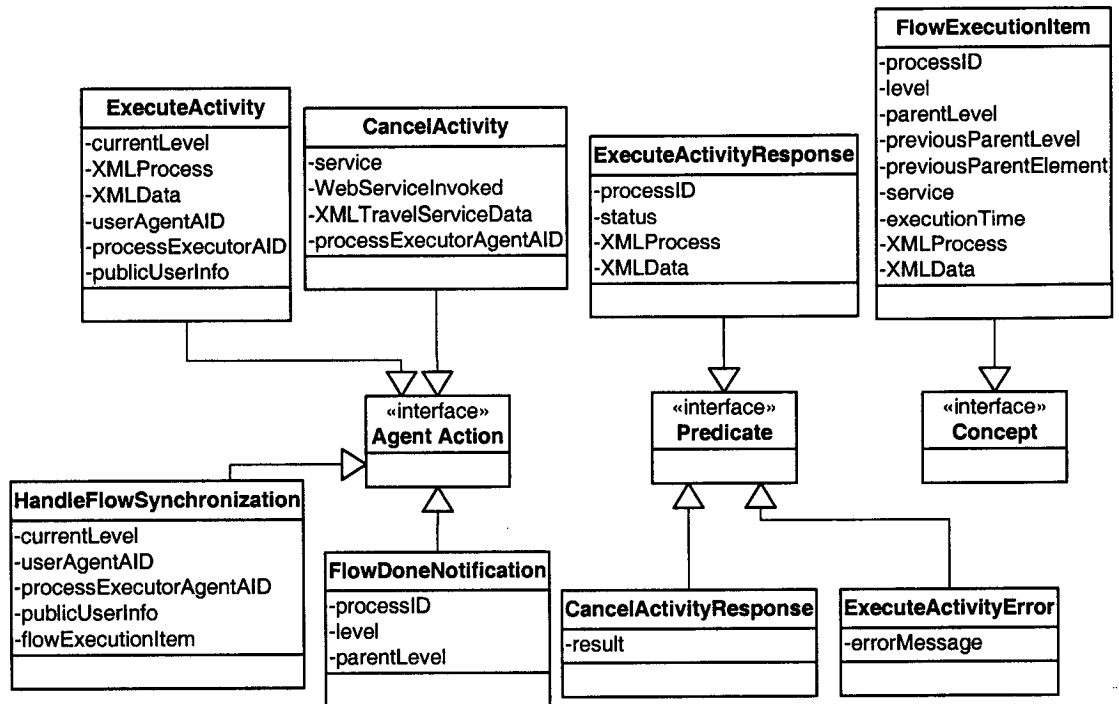 ExecuteActivity
-currentLevel
-XMLProcess
-XMLData
-userAgentAID
-processExecutorAID
-publicUserInfo
CancelActivity
-service
-WebServiceInvoked
-XMLTravelServiceData
-processExecutorAgentAID
ExecuteActivityResponse
-processID
-status
-XMLProcess
-XMLData
FlowExecutionItem
-processID
-level
-parentLevel
-previousParentLevel
-previousParentElement
-service
-executionTime
-XMLProcess
-XMLData
«interface»
Agent Action
«interface»
Predicate
«interface»
Concept
HandleFlowSynchronization
-currentLevel
-userAgentAID
-processExecutorAgentAID
-publicUserInfo
-flowExecutionItem
FlowDoneNotification
-processID
-level
-parentLevel
CancelActivityResponse
-result
ExecuteActivityError
-errorMessage